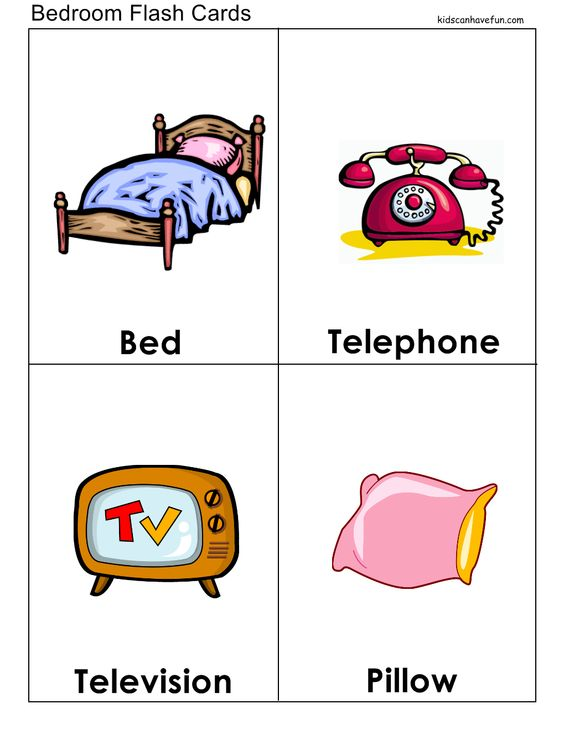 Bedroom Flash Cards
kidscanhavefun.com
Bed
Telephone
TV
Television
Pillow